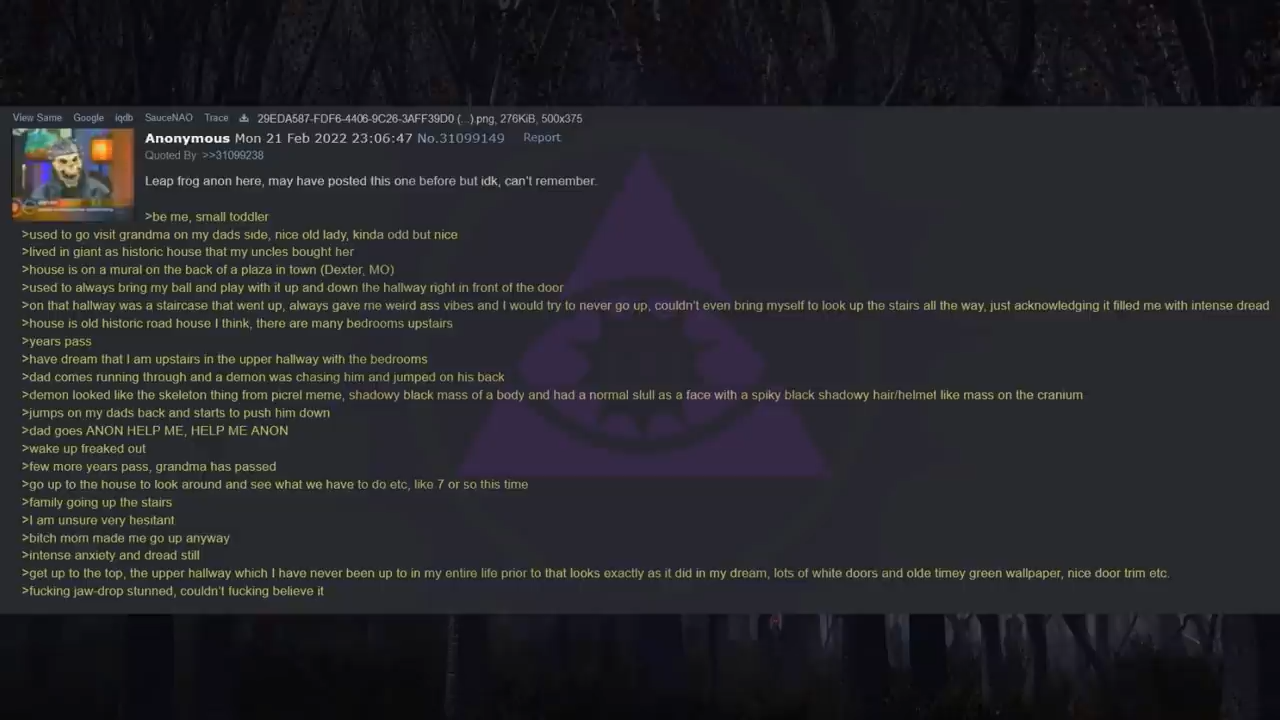 View Same Google iqdb SauceNAO Trace 29EDA587-FDF6-4406-9C26-3AFF39D0 (...).png, 276KiB, 500x375
Anonymous Mon 21 Feb 2022 23:06:47 No.31099149 Report
Quoted By >>31099238
Leap frog anon here, may have posted this one before but idk, can't remember.
>be me, small toddler
>used to go visit grandma on my dads side, nice old lady, kinda odd but nice
>lived in giant as historic house that my uncles bought her
>house is on a mural on the back of a plaza in town (Dexter, MO)
>used to always bring my ball and play with it up and down the hallway right in front of the door
>on that hallway was a staircase that went up, always gave me weird ass vibes and I would try to never go up, couldn't even bring myself to look up the stairs all the way, just acknowledging it filled me with intense dread
>house is old historic road house I think, there are many bedrooms upstairs
>years pass
>have dream that I am upstairs in the upper hallway with the bedrooms
>dad comes running through and a demon was chasing him and jumped on his back
>demon looked like the skeleton thing from picrel meme, shadowy black mass of a body and had a normal slull as a face with a spiky black shadowy hair/helmet like mass on the cranium
>jumps on my dads back and starts to push him down
>dad goes ANON HELP ME, HELP ME ANON
>wake up freaked out
>few more years pass, grandma has passed
>go up to the house to look around and see what we have to do etc, like 7 or so this time
>family going up the stairs
>I am unsure very hesitant
>bitch mom made me go up anyway
>intense anxiety and dread still
>get up to the top, the upper hallway which I have never been up to in my entire life prior to that looks exactly as it did in my dream, lots of white doors and olde timey green wallpaper, nice door trim etc.
>fucking jaw-drop stunned, couldn't fucking believe it